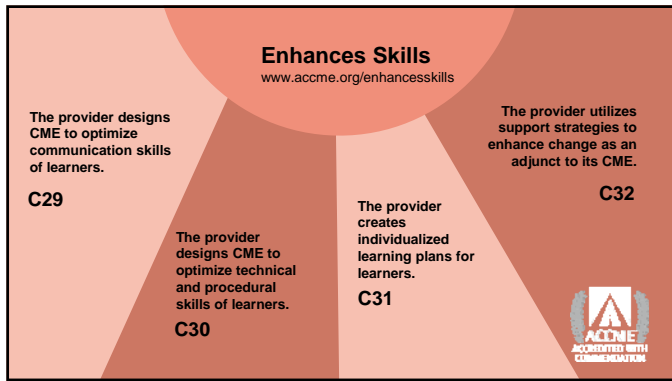 Enhances Skills
www.accme.org/enhancesskills
The provider designs
CME to optimize
communication skills
of learners.
C29
The provider
designs CME to
optimize technical
and procedural
skills of learners.
C30
The provider
creates
individualized
learning plans for
learners.
C31
The provider utilizes
support strategies to
enhance change as an
adjunct to its CME.
C32
ACCME
ACCREDITED WITH
COMMENDATION